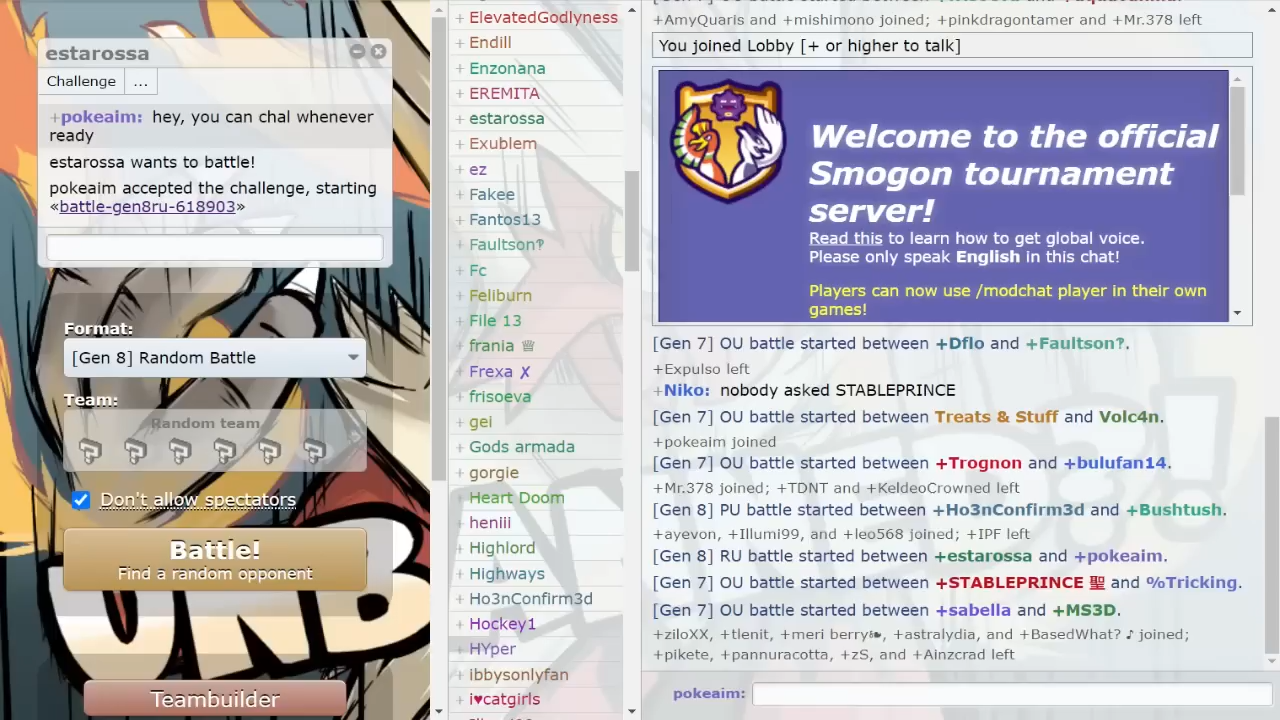 estarossa
Challenge
...
+pokeaim: hey, you can chal whenever
ready
estarossa wants to battle!
pokeaim accepted the challenge, starting
«battle-gen8ru-618903»
Format:
[Gen 8] Random Battle
Team:
Random team
Don't allow spectators
Battle!
Find a random opponent
Teambuilder
+ ElevatedGodlyness
+ Endill
+ Enzonana
+ EREMITA
+ estarossa
+ Exublem
+ ez
+ Fakee
+ Fantos13
+ Faultson‽
+ Fc
+ Feliburn
+ File 13
+ frania ♕
+ Frexa ✗
+ frisoeva
+ gei
+ Gods armada
+ gorgie
+ Heart Doom
+ heniii
+ Highlord
+ Highways
+ Ho3nConfirm3d
+ Hockey1
+ HYper
+ ibbysonlyfan
+ i♥catgirls
+AmyQuaris and +mishimono joined; +pinkdragontamer and +Mr.378 left
You joined Lobby [+ or higher to talk]
Welcome to the official
Smogon tournament
server!
Read this to learn how to get global voice.
Please only speak English in this chat!
Players can now use /modchat player in their own
games!
[Gen 7] OU battle started between +Dflo and +Faultson‽.
+Expulso left
+Niko: nobody asked STABLEPRINCE
[Gen 7] OU battle started between Treats & Stuff and Volc4n.
+pokeaim joined
[Gen 7] OU battle started between +Trognon and +bulufan14.
+Mr.378 joined; +TDNT and +KeldeoCrowned left
[Gen 8] PU battle started between +Ho3nConfirm3d and +Bushtush.
+ayevon, +Illumi99, and +leo568 joined; +IPF left
[Gen 8] RU battle started between +estarossa and +pokeaim.
[Gen 7] OU battle started between +STABLEPRINCE 聖 and %Tricking.
[Gen 7] OU battle started between +sabella and +MS3D.
+ziloXX, +tlenit, +meri berry❧, +astralydia, and +BasedWhat? ♪ joined;
+pikete, +pannuracotta, +zS, and +Ainzcrad left
pokeaim: